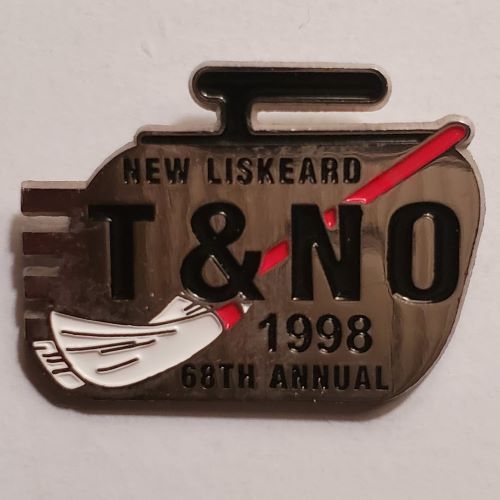 NEW LISKEARD
T & NO
1998
68TH ANNUAL